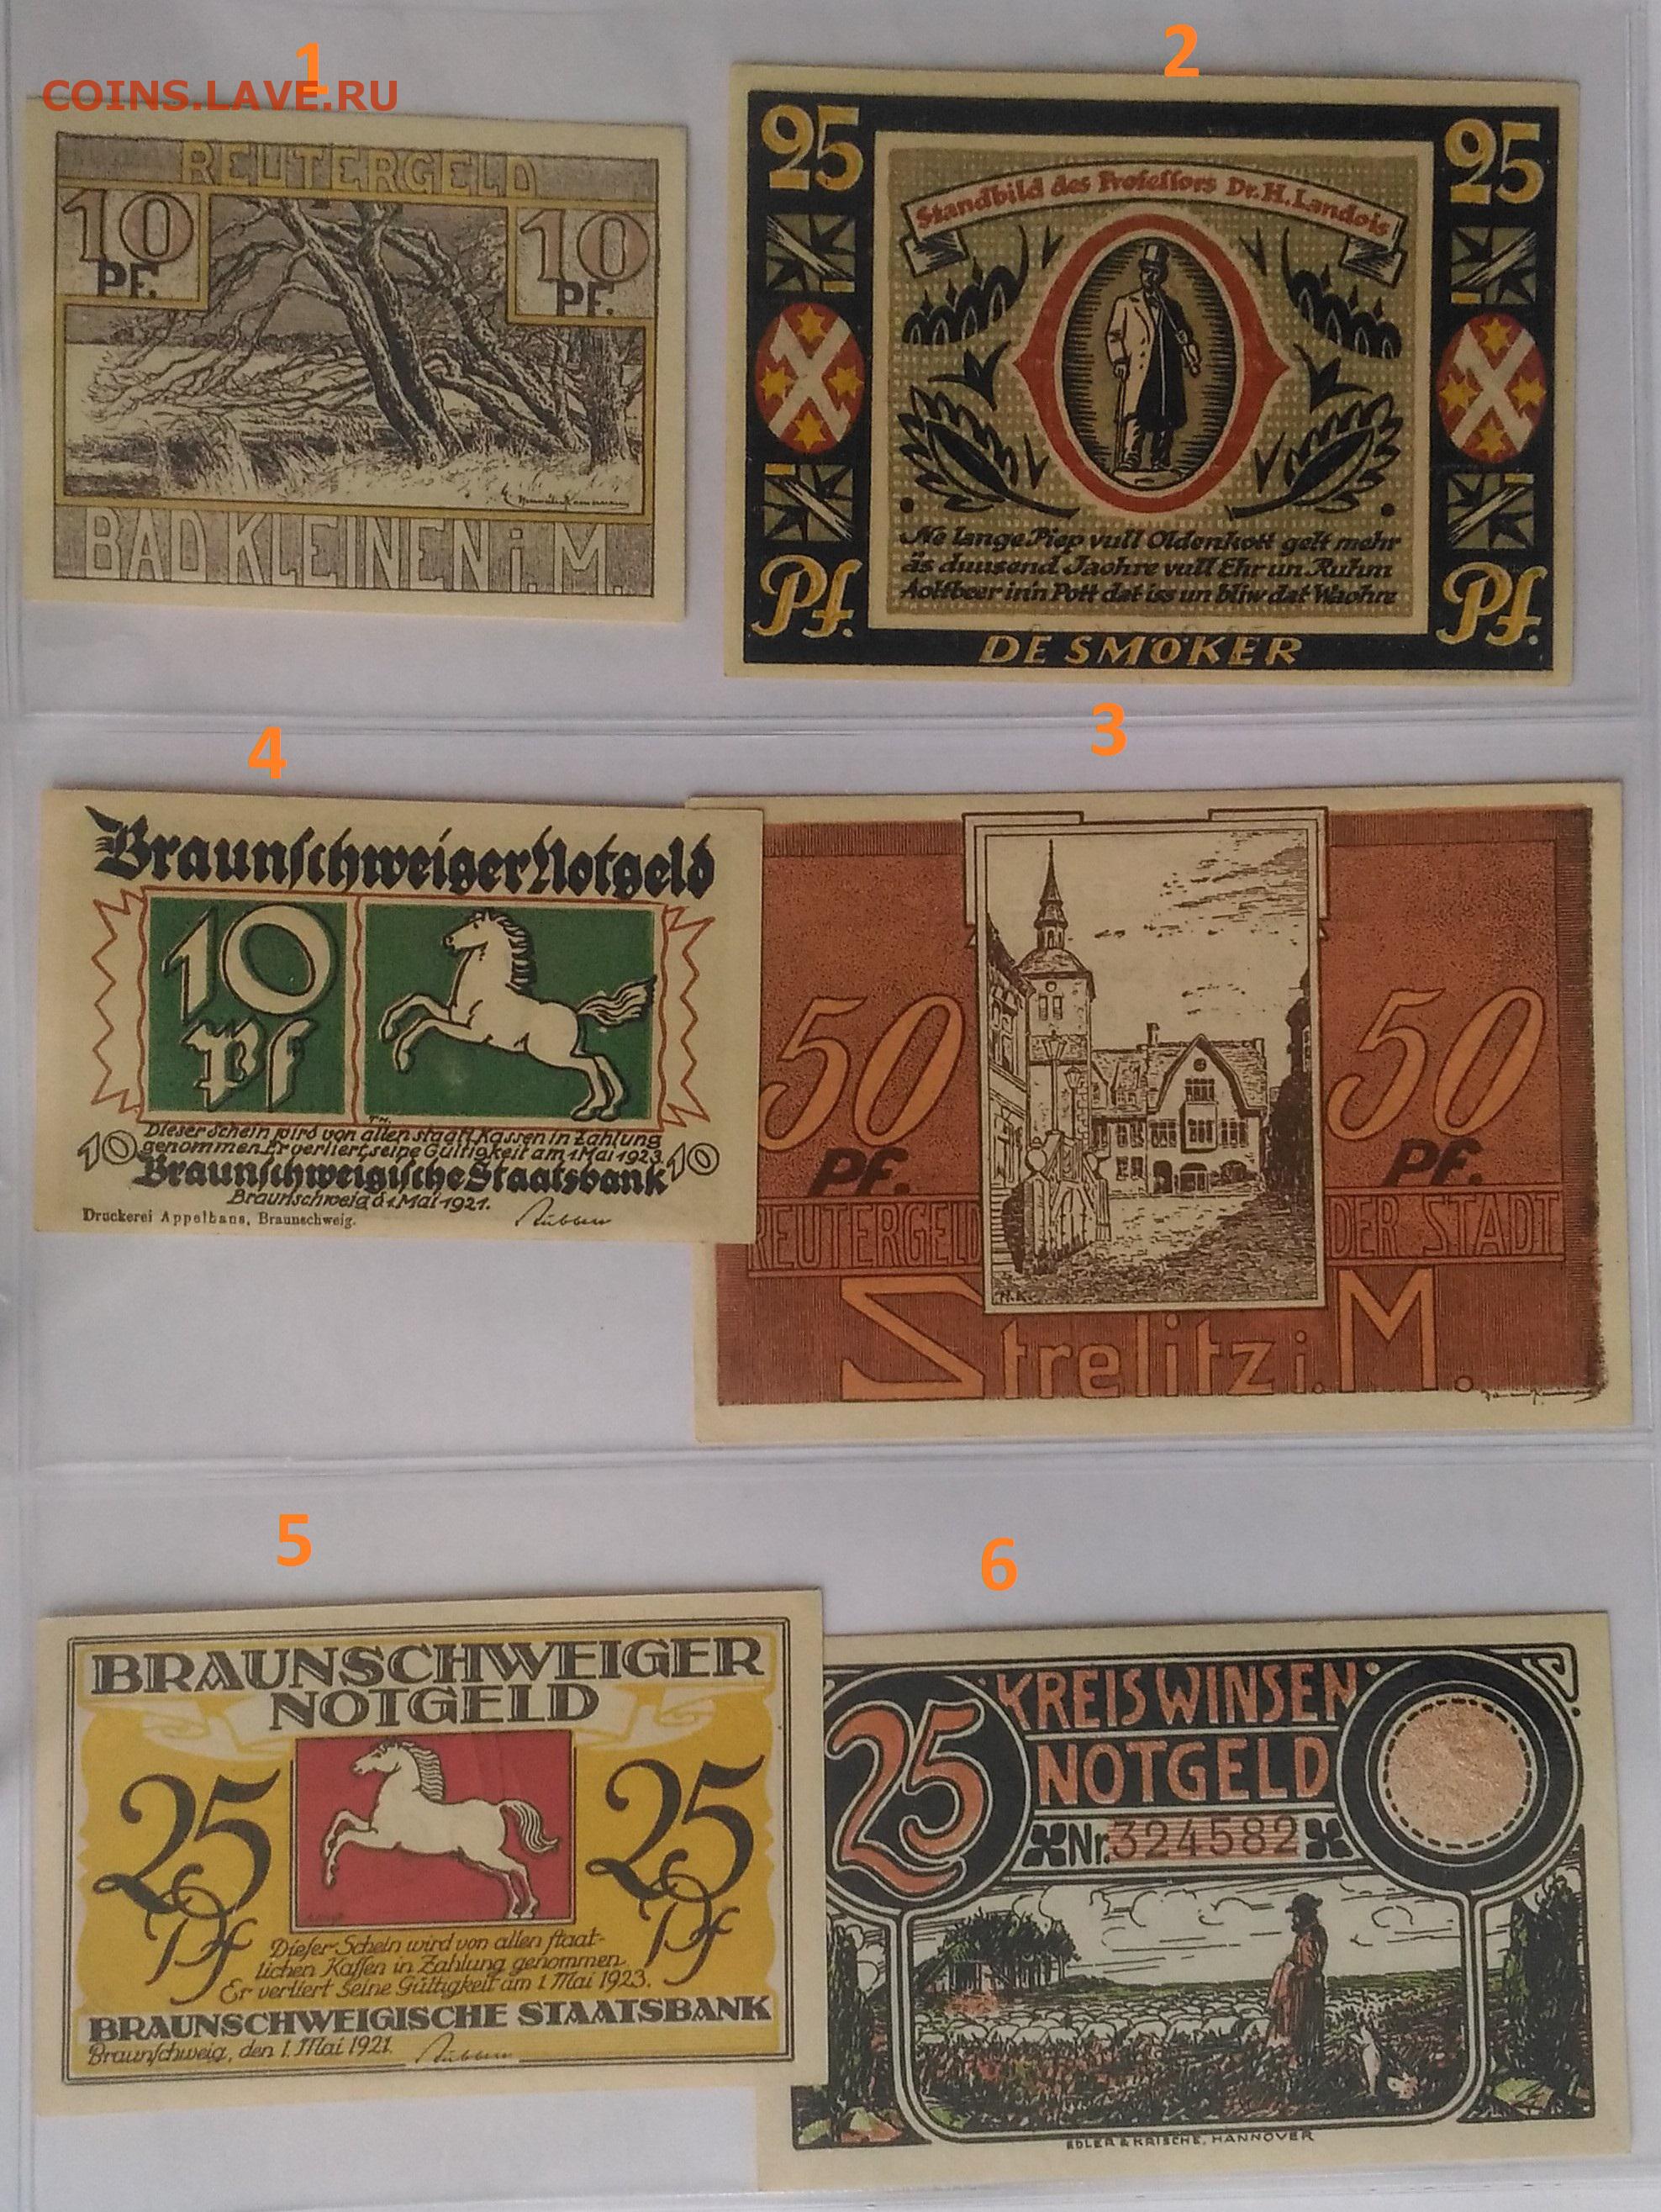 1
COINS.LAVE.RU
REUTERGELD
10 PF.
10 PF.
BAD KLEINEN i. M.
2
25
25
Standbild des Professors Dr. H. Landois
Ne lange Piep vull Oldenkott gelt mehr
äs duusend Jaohre vull Ehr un Ruhm
Aoltbeer in'n Pott dat iss un bliw dat Waohre
Pf.
Pf.
DE SMÖKER
4
Braunschweiger Notgeld
10
Pf
Dieser Schein wird von allen staatl. Kassen in Zahlung
genommen. Er verliert seine Gültigkeit am 1 Mai 1923.
10
10
Braunschweigische Staatsbank
Braunschweig d. 1. Mai 1921.
Druckerei Appelhans, Braunschweig.
3
50
50
PF.
PF.
REUTERGELD
DER STADT
H.K.
Strelitz i. M.
5
BRAUNSCHWEIGER
NOTGELD
25
25
Pf
Pf
Dieser Schein wird von allen staat-
lichen Kassen in Zahlung genommen.
Er verliert seine Gültigkeit am 1. Mai 1923.
BRAUNSCHWEIGISCHE STAATSBANK
Braunschweig, den 1. Mai 1921.
6
KREIS WINSEN
25
NOTGELD
Nr. 324582
EDLER & KRISCHE, HANNOVER